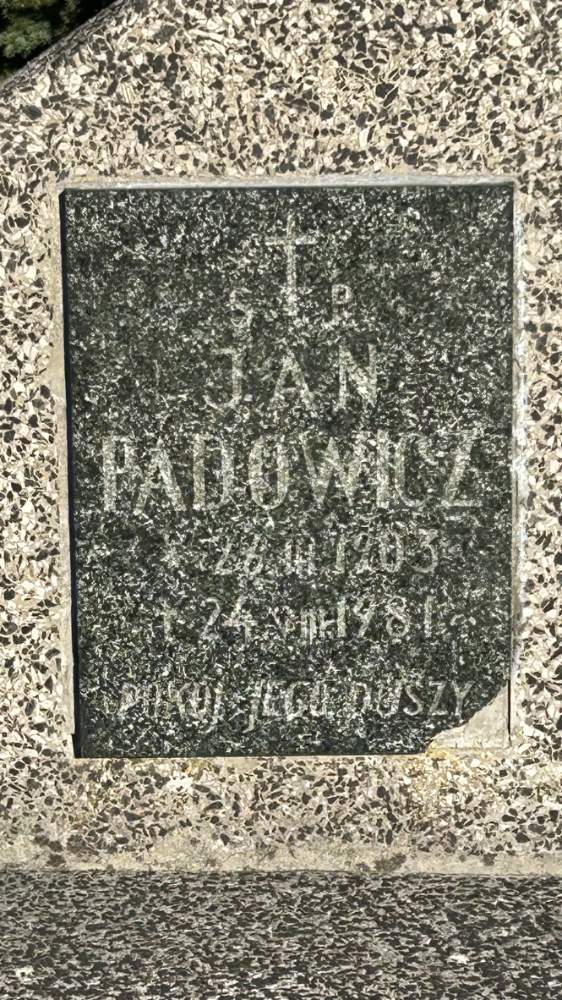 Ś P
JAN
PADOWICZ
* 26 III 1903
† 24 VIII 1981
POKÓJ JEGO DUSZY